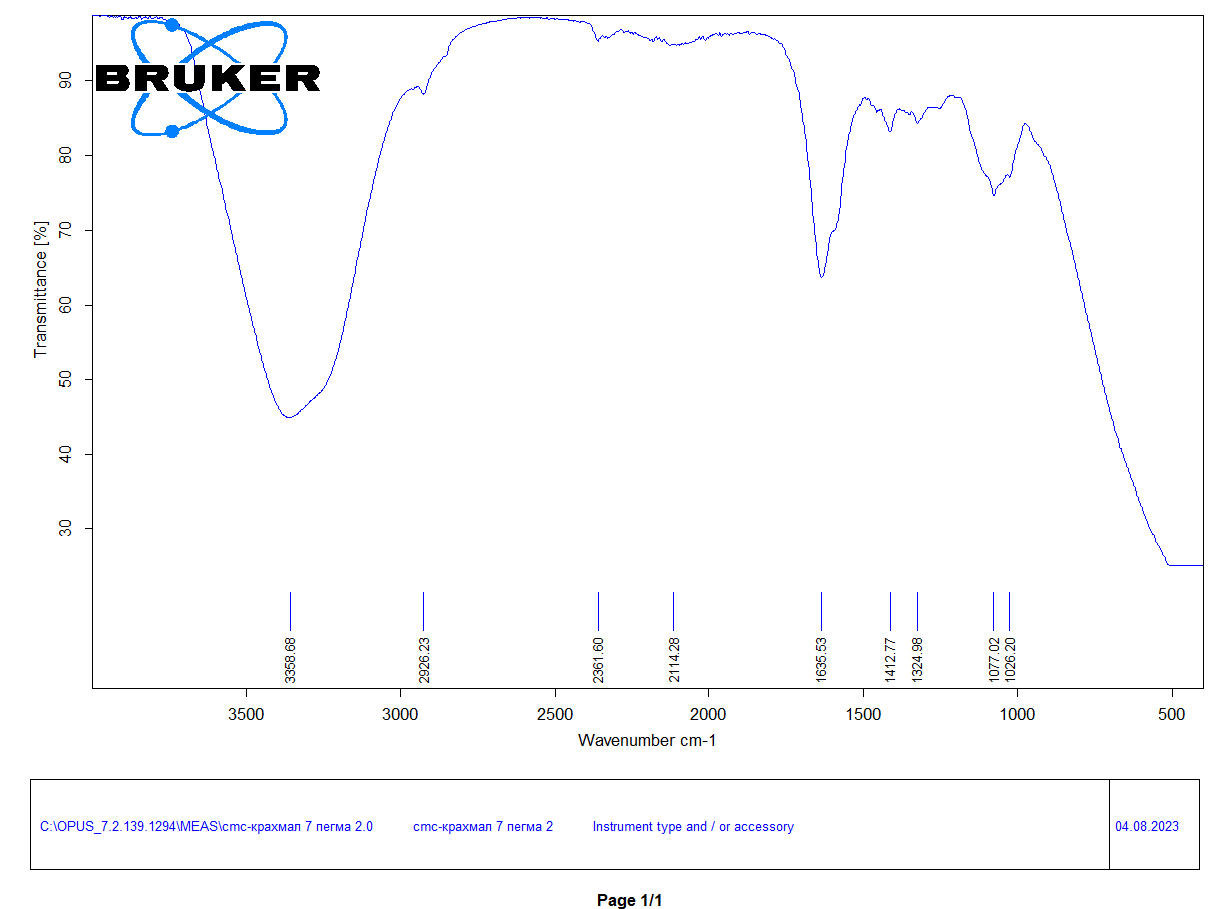 BRUKER
Transmittance [%]
90
80
70
60
50
40
30
3358.68
2926.23
2361.60
2114.28
1635.53
1412.77
1324.98
1077.02
1026.20
3500 3000 2500 2000 1500 1000 500
Wavenumber cm-1
C:\OPUS_7.2.139.1294\MEAS\cmc-крахмал 7 пегма 2.0 cmc-крахмал 7 пегма 2 Instrument type and / or accessory 04.08.2023
Page 1/1